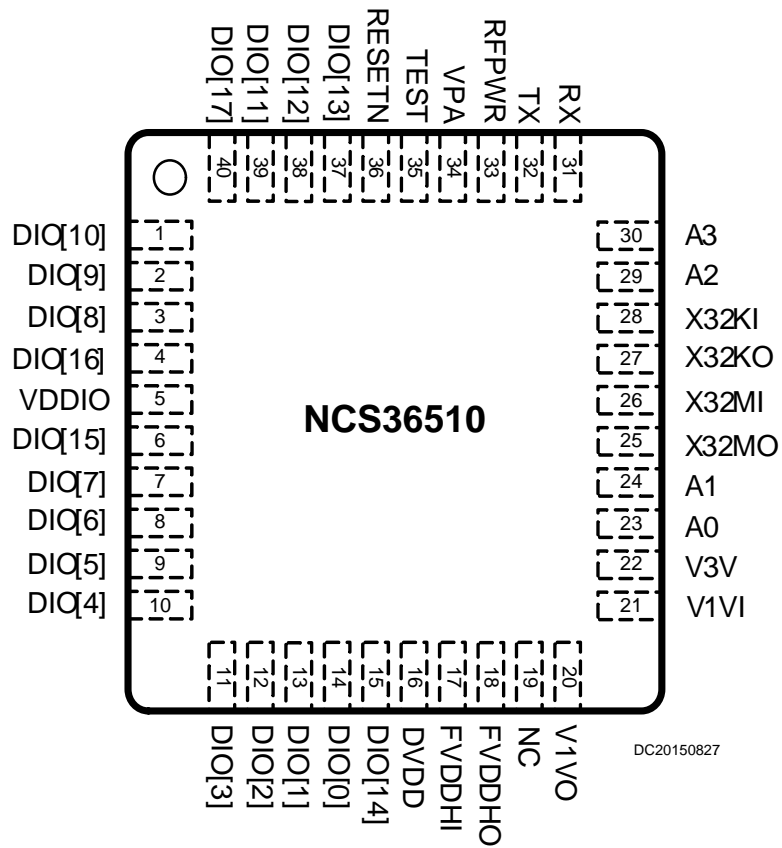 DIO[17]
DIO[11]
DIO[12]
DIO[13]
RESETN
TEST
VPA
RFPWR
TX
RX
40
39
38
37
36
35
34
33
32
31
DIO[10] 1
DIO[9] 2
DIO[8] 3
DIO[16] 4
VDDIO 5
DIO[15] 6
DIO[7] 7
DIO[6] 8
DIO[5] 9
DIO[4] 10
NCS36510
30 A3
29 A2
28 X32KI
27 X32KO
26 X32MI
25 X32MO
24 A1
23 A0
22 V3V
21 V1VI
11
12
13
14
15
16
17
18
19
20
DIO[3]
DIO[2]
DIO[1]
DIO[0]
DIO[14]
DVDD
FVDDHI
FVDDHO
NC
V1VO
DC20150827